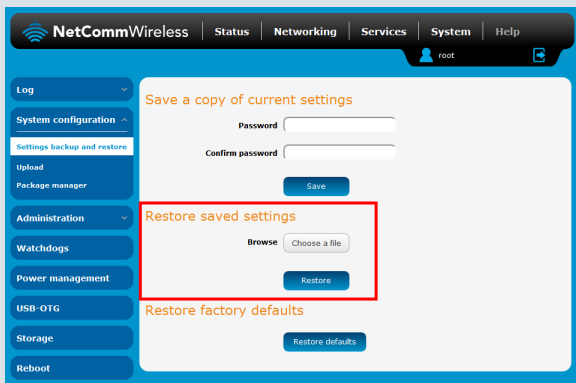 NetCommWireless Status Networking Services System Help
root
Log
System configuration
Settings backup and restore
Upload
Package manager
Administration
Watchdogs
Power management
USB-OTG
Storage
Reboot
Save a copy of current settings
Password
Confirm password
Save
Restore saved settings
Browse Choose a file
Restore
Restore factory defaults
Restore defaults